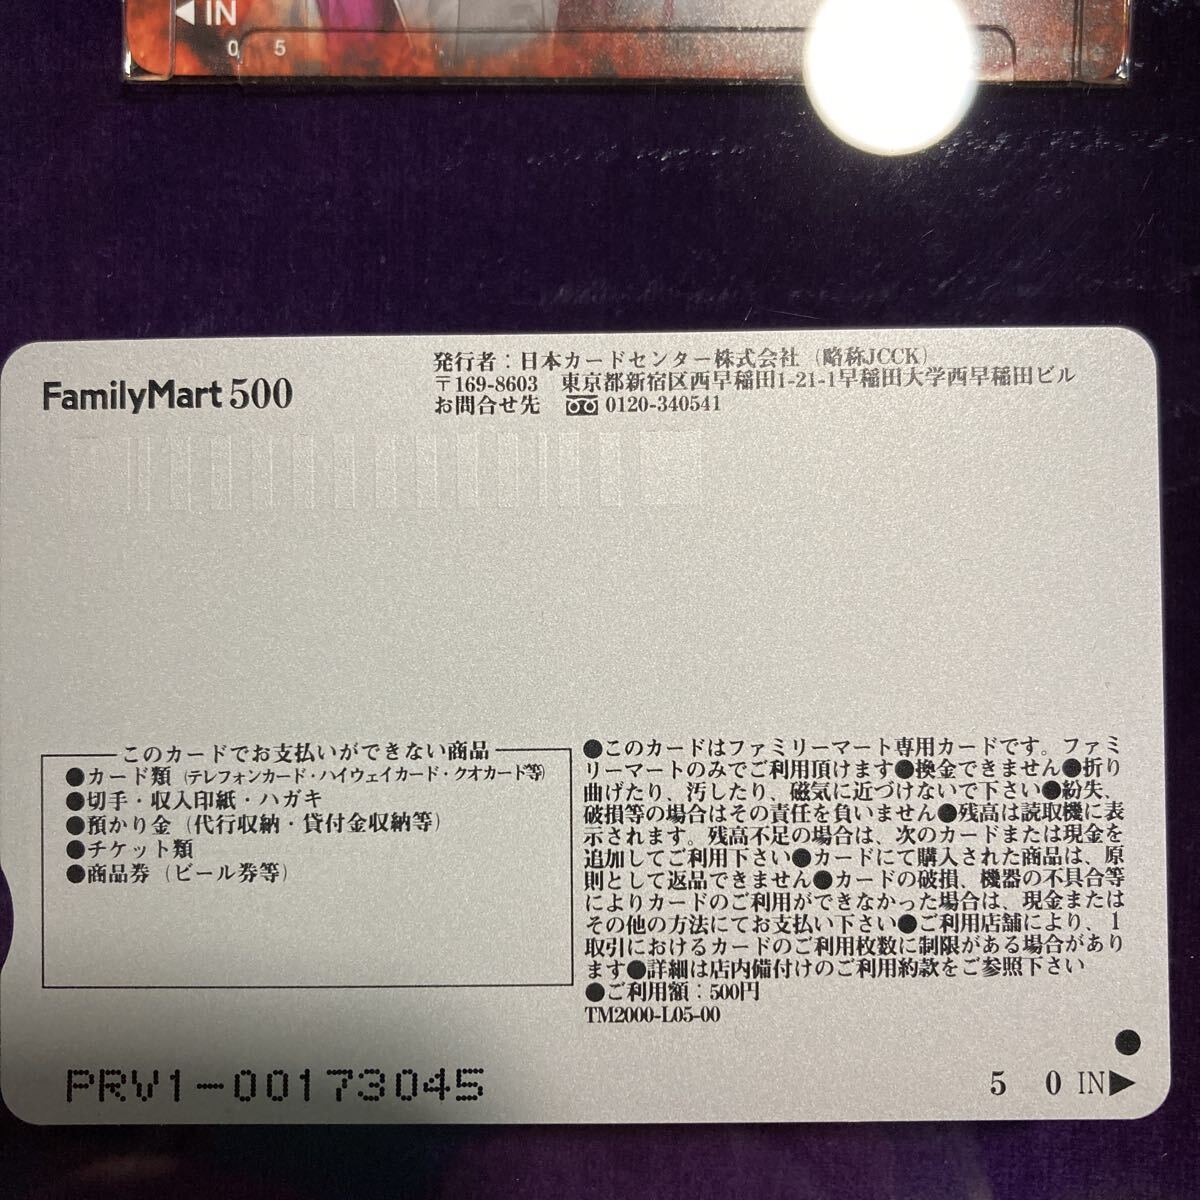 ◀IN
0 5
FamilyMart 500
発行者：日本カードセンター株式会社（略称JCCK）
〒169-8603 東京都新宿区西早稲田1-21-1早稲田大学西早稲田ビル
お問合せ先 0120-340541
このカードでお支払いができない商品
●カード類（テレフォンカード・ハイウェイカード・クオカード等）
●切手・収入印紙・ハガキ
●預かり金（代行収納・貸付金収納等）
●チケット類
●商品券（ビール券等）
●このカードはファミリーマート専用カードです。ファミ
リーマートのみでご利用頂けます●換金できません●折り
曲げたり、汚したり、磁気に近づけないで下さい●紛失、
破損等の場合はその責任を負いません●残高は読取機に表
示されます。残高不足の場合は、次のカードまたは現金を
追加してご利用下さい●カードにて購入された商品は、原
則として返品できません●カードの破損、機器の不具合等
によりカードのご利用ができなかった場合は、現金または
その他の方法にてお支払い下さい●ご利用店舗により、1
取引におけるカードのご利用枚数に制限がある場合があり
ます●詳細は店内備付けのご利用約款をご参照下さい
●ご利用額：500円
TM2000-L05-00
PRV1-00173045
5 0 IN▶